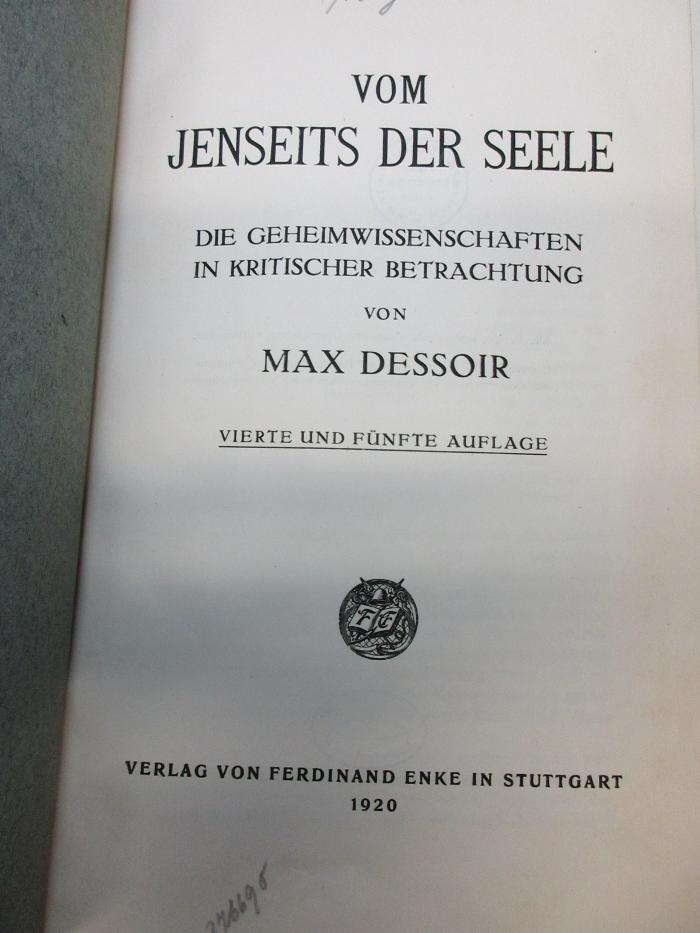 VOM
JENSEITS DER SEELE
DIE GEHEIMWISSENSCHAFTEN
IN KRITISCHER BETRACHTUNG
VON
MAX DESSOIR
VIERTE UND FÜNFTE AUFLAGE
F E
VERLAG VON FERDINAND ENKE IN STUTTGART
1920